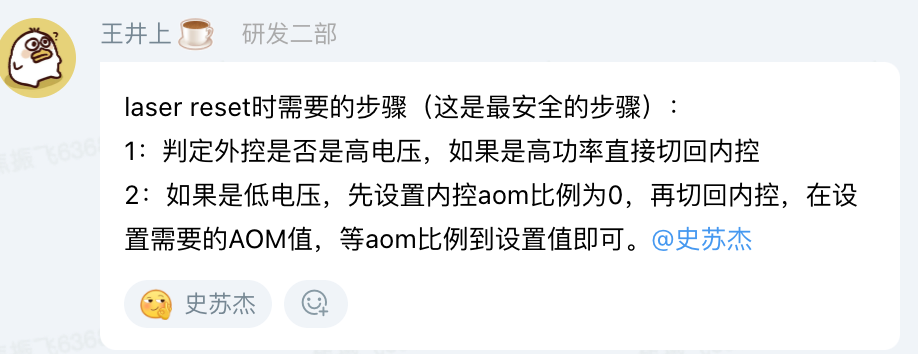 王井上 研发二部
laser reset时需要的步骤（这是最安全的步骤）：
1：判定外控是否是高电压，如果是高功率直接切回内控
2：如果是低电压，先设置内控aom比例为0，再切回内控，在设
置需要的AOM值，等aom比例到设置值即可。@史苏杰
史苏杰